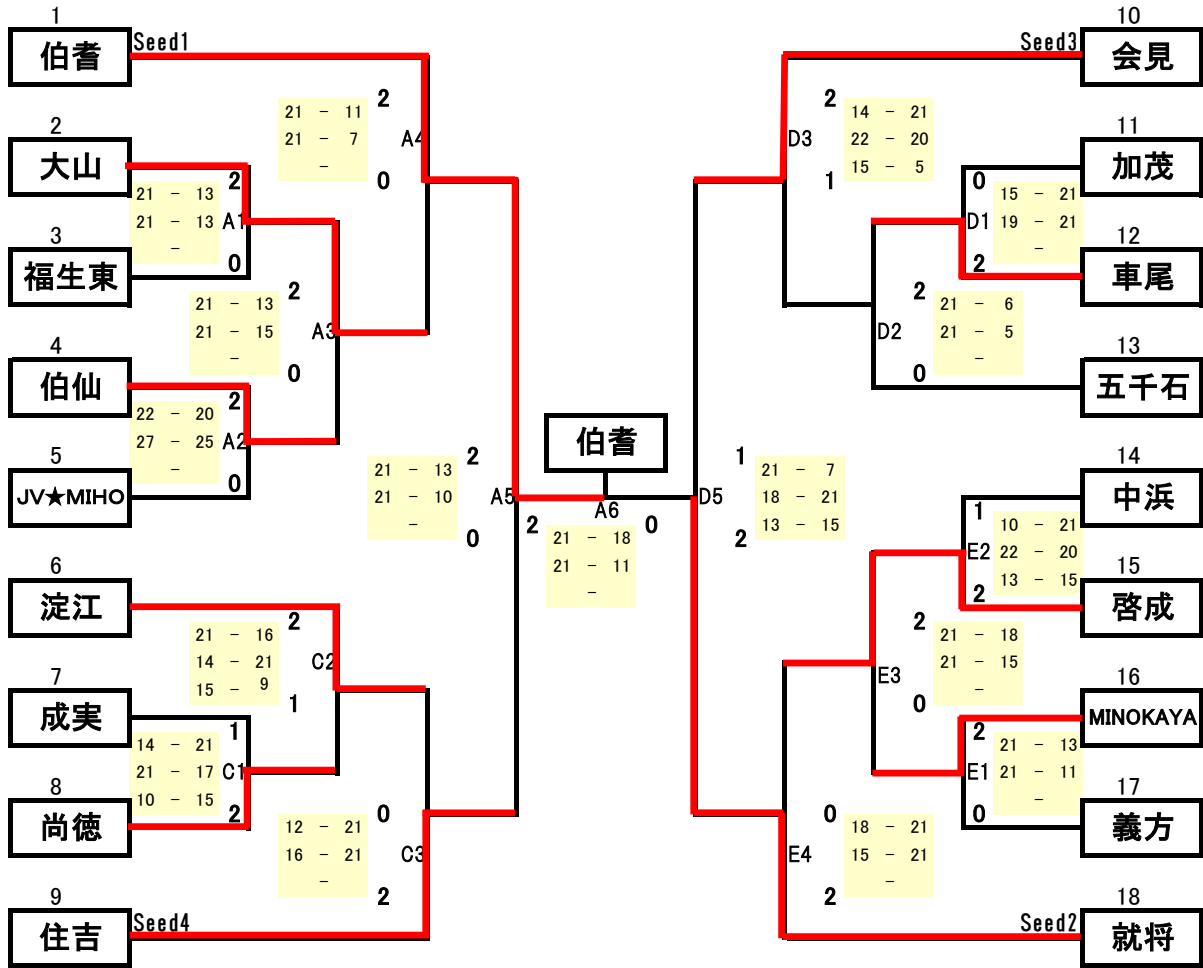 1
伯耆
Seed1
2
大山
3
福生東
4
伯仙
5
JV★MIHO
6
淀江
7
成実
8
尚徳
9
住吉
Seed4
2
21 - 13
21 - 13
-
A1
0
2
22 - 20
27 - 25
-
A2
0
2
21 - 13
21 - 15
-
A3
0
2
21 - 11
21 - 7
-
A4
0
1
14 - 21
21 - 17
10 - 15
C1
2
2
21 - 16
14 - 21
15 - 9
C2
1
0
12 - 21
16 - 21
-
C3
2
2
21 - 13
21 - 10
-
A5
0
伯耆
A6
2
0
21 - 18
21 - 11
-
1
21 - 7
18 - 21
13 - 15
D5
2
2
14 - 21
22 - 20
15 - 5
D3
1
0
15 - 21
19 - 21
-
D1
2
2
21 - 6
21 - 5
-
D2
0
1
10 - 21
22 - 20
13 - 15
E2
2
2
21 - 18
21 - 15
-
E3
0
2
21 - 13
21 - 11
-
E1
0
0
18 - 21
15 - 21
-
E4
2
10
Seed3
会見
11
加茂
12
車尾
13
五千石
14
中浜
15
啓成
16
MINOKAYA
17
義方
18
Seed2
就将